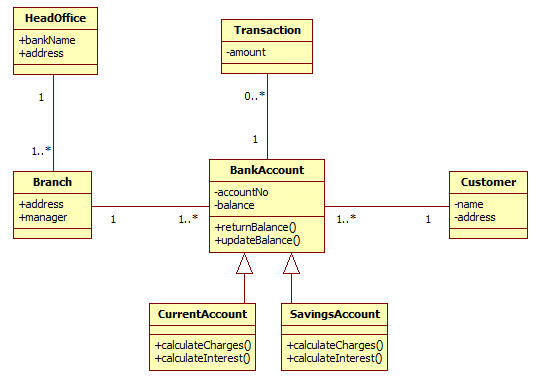 HeadOffice
+bankName
+address
Transaction
-amount
1
1..*
0..*
1
Branch
+address
+manager
1
1..*
BankAccount
-accountNo
-balance
+returnBalance()
+updateBalance()
1..*
1
Customer
-name
-address
CurrentAccount
+calculateCharges()
+calculateInterest()
SavingsAccount
+calculateCharges()
+calculateInterest()